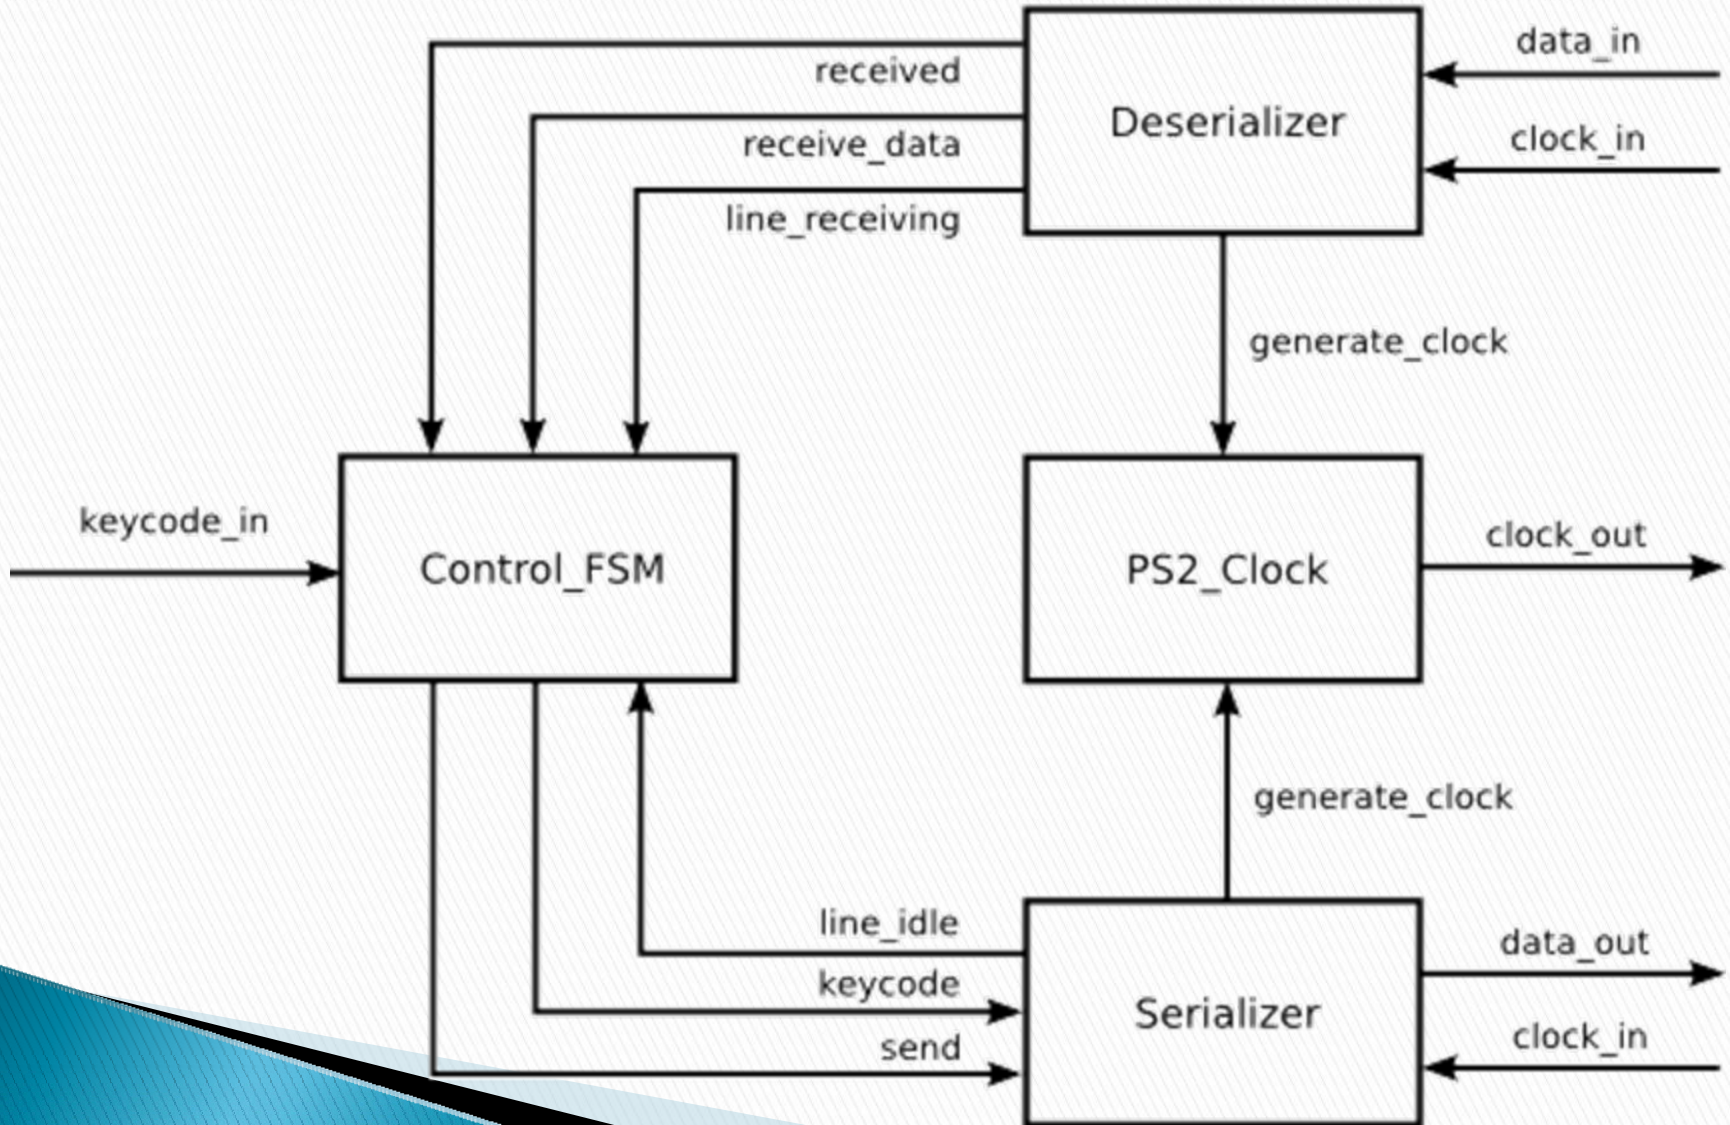 data_in
received
Deserializer
clock_in
receive_data
line_receiving
generate_clock
keycode_in
clock_out
Control_FSM
PS2_Clock
generate_clock
line_idle
data_out
keycode
Serializer
clock_in
send